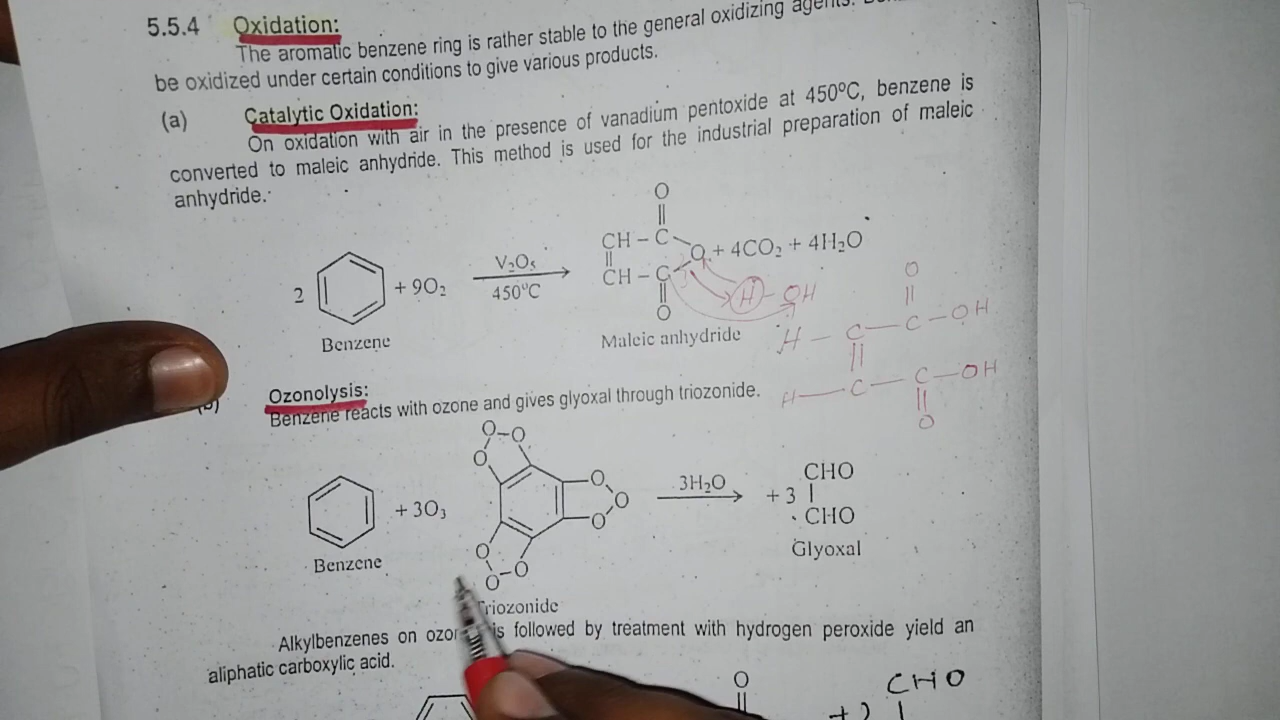 5.5.4 Oxidation:
The aromatic benzene ring is rather stable to the general oxidizing agents.
be oxidized under certain conditions to give various products.
(a) Catalytic Oxidation:
On oxidation with air in the presence of vanadium pentoxide at 450°C, benzene is
converted to maleic anhydride. This method is used for the industrial preparation of maleic
anhydride.
O
||
CH – C
2 + 9O₂ V₂O₅ || O + 4CO₂ + 4H₂O
450°C CH – C
||
O
Benzene Maleic anhydride
H – OH
O
||
H – C – C – OH
||
H – C – C – OH
||
O
(b) Ozonolysis:
Benzene reacts with ozone and gives glyoxal through triozonide.
O–O
O
O
O
O
O
O–O
+ 3O₃ 3H₂O + 3 CHO
|
CHO
Benzene Glyoxal
Triozonide
Alkylbenzenes on followed by treatment with hydrogen peroxide yield an
aliphatic carboxylic acid.
O
||
CHO
|